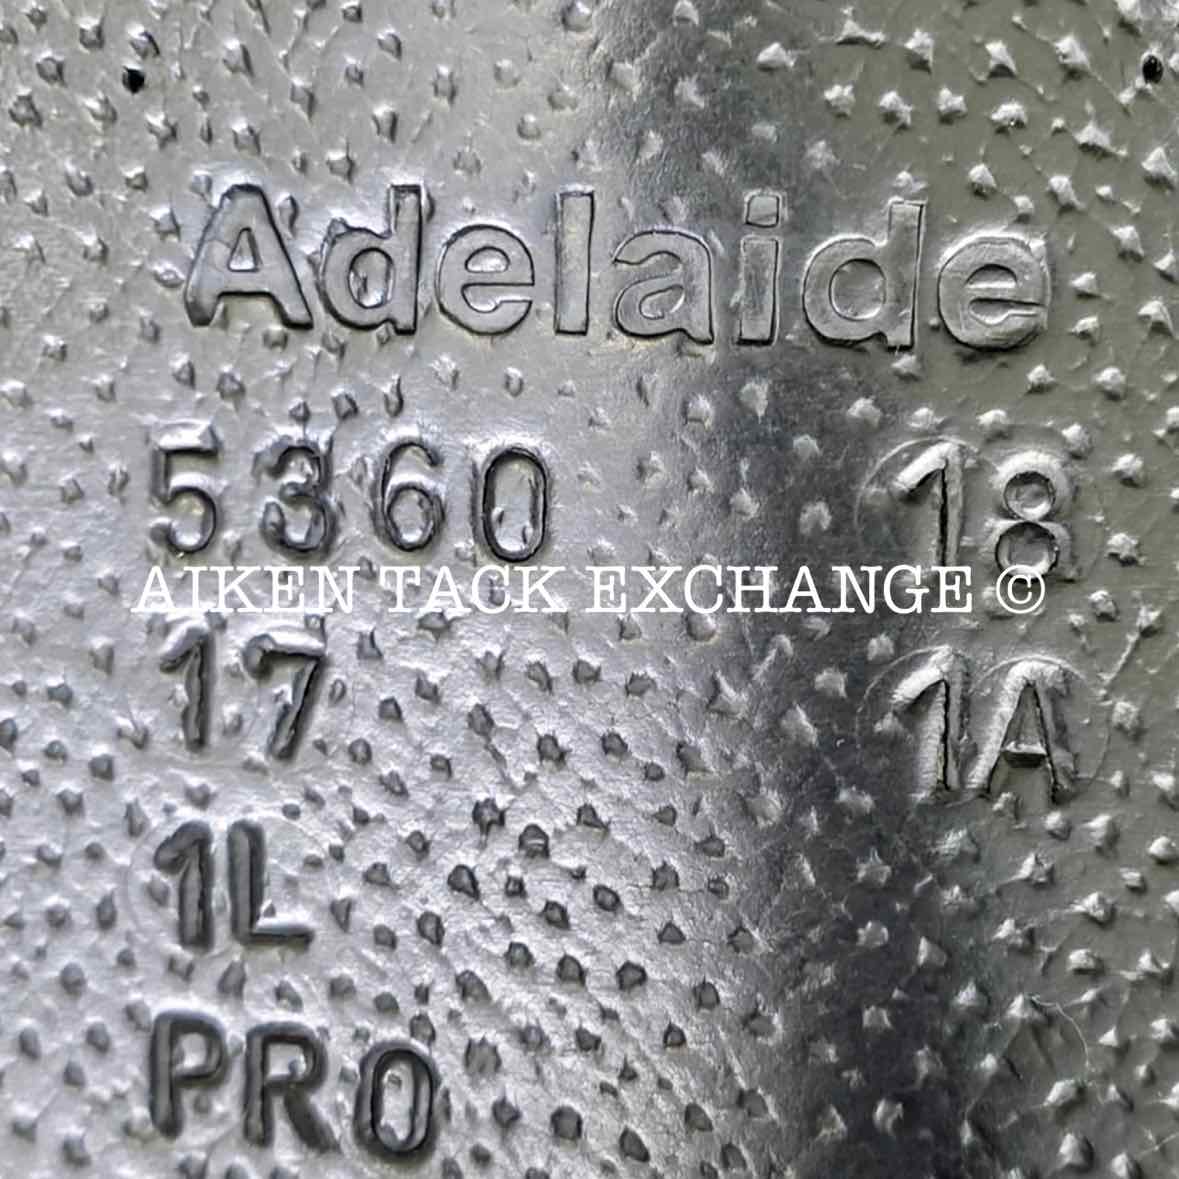 Adelaide
5360 18
AIKEN TACK EXCHANGE ©
17 1A
1L
PRO